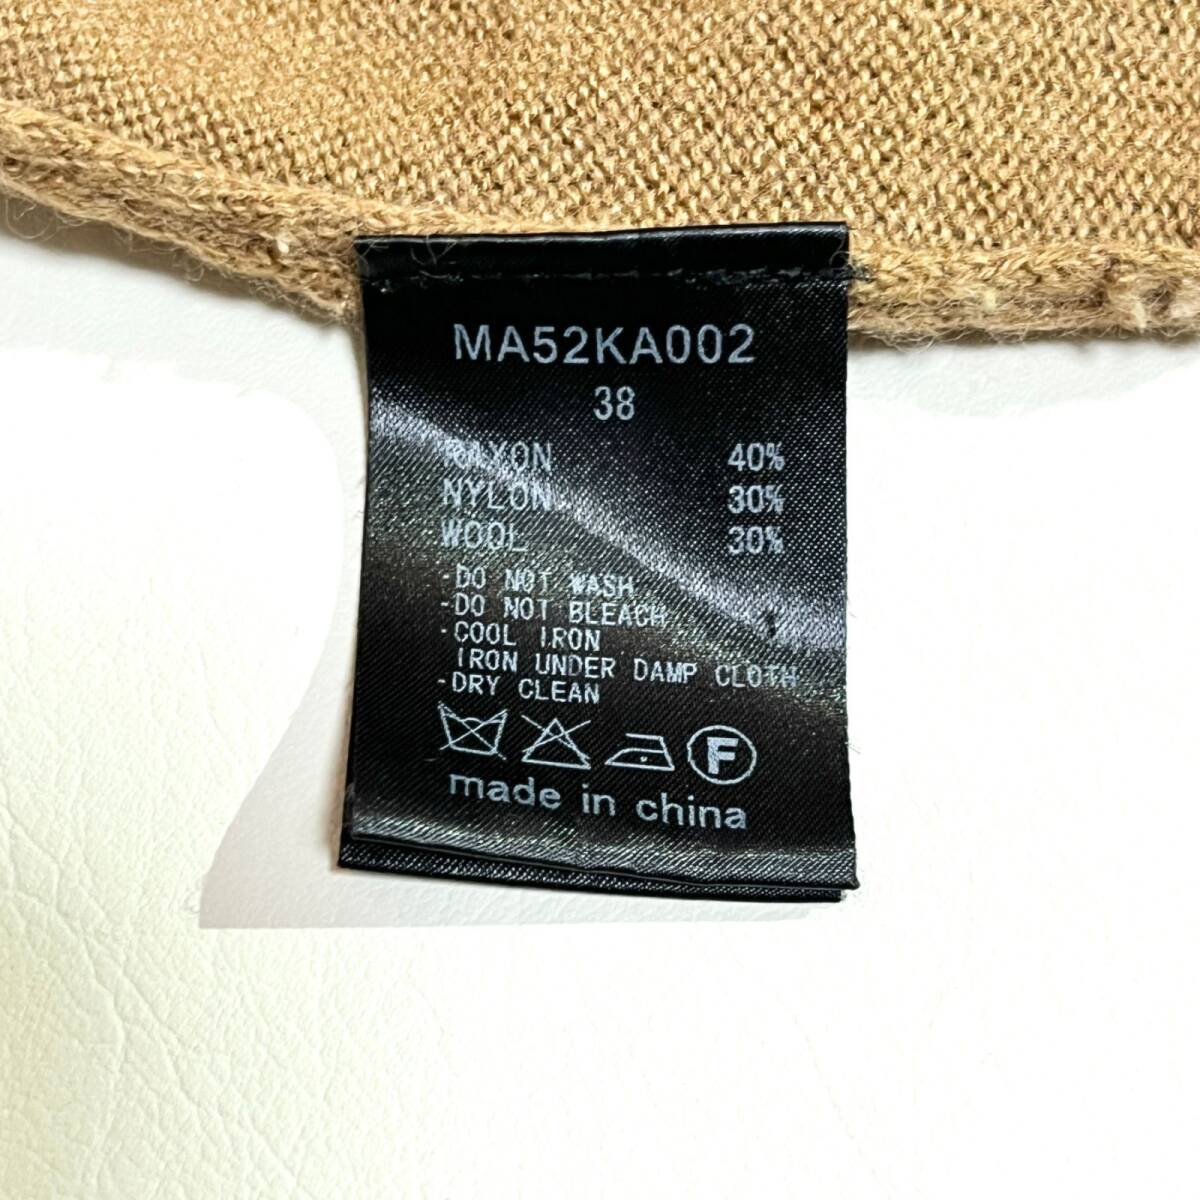 MA52KA002
38
40%
NYLON 30%
WOOL 30%
-DO NOT WASH
-DO NOT BLEACH
-COOL IRON
IRON UNDER DAMP CLOTH
-DRY CLEAN
F
made in china